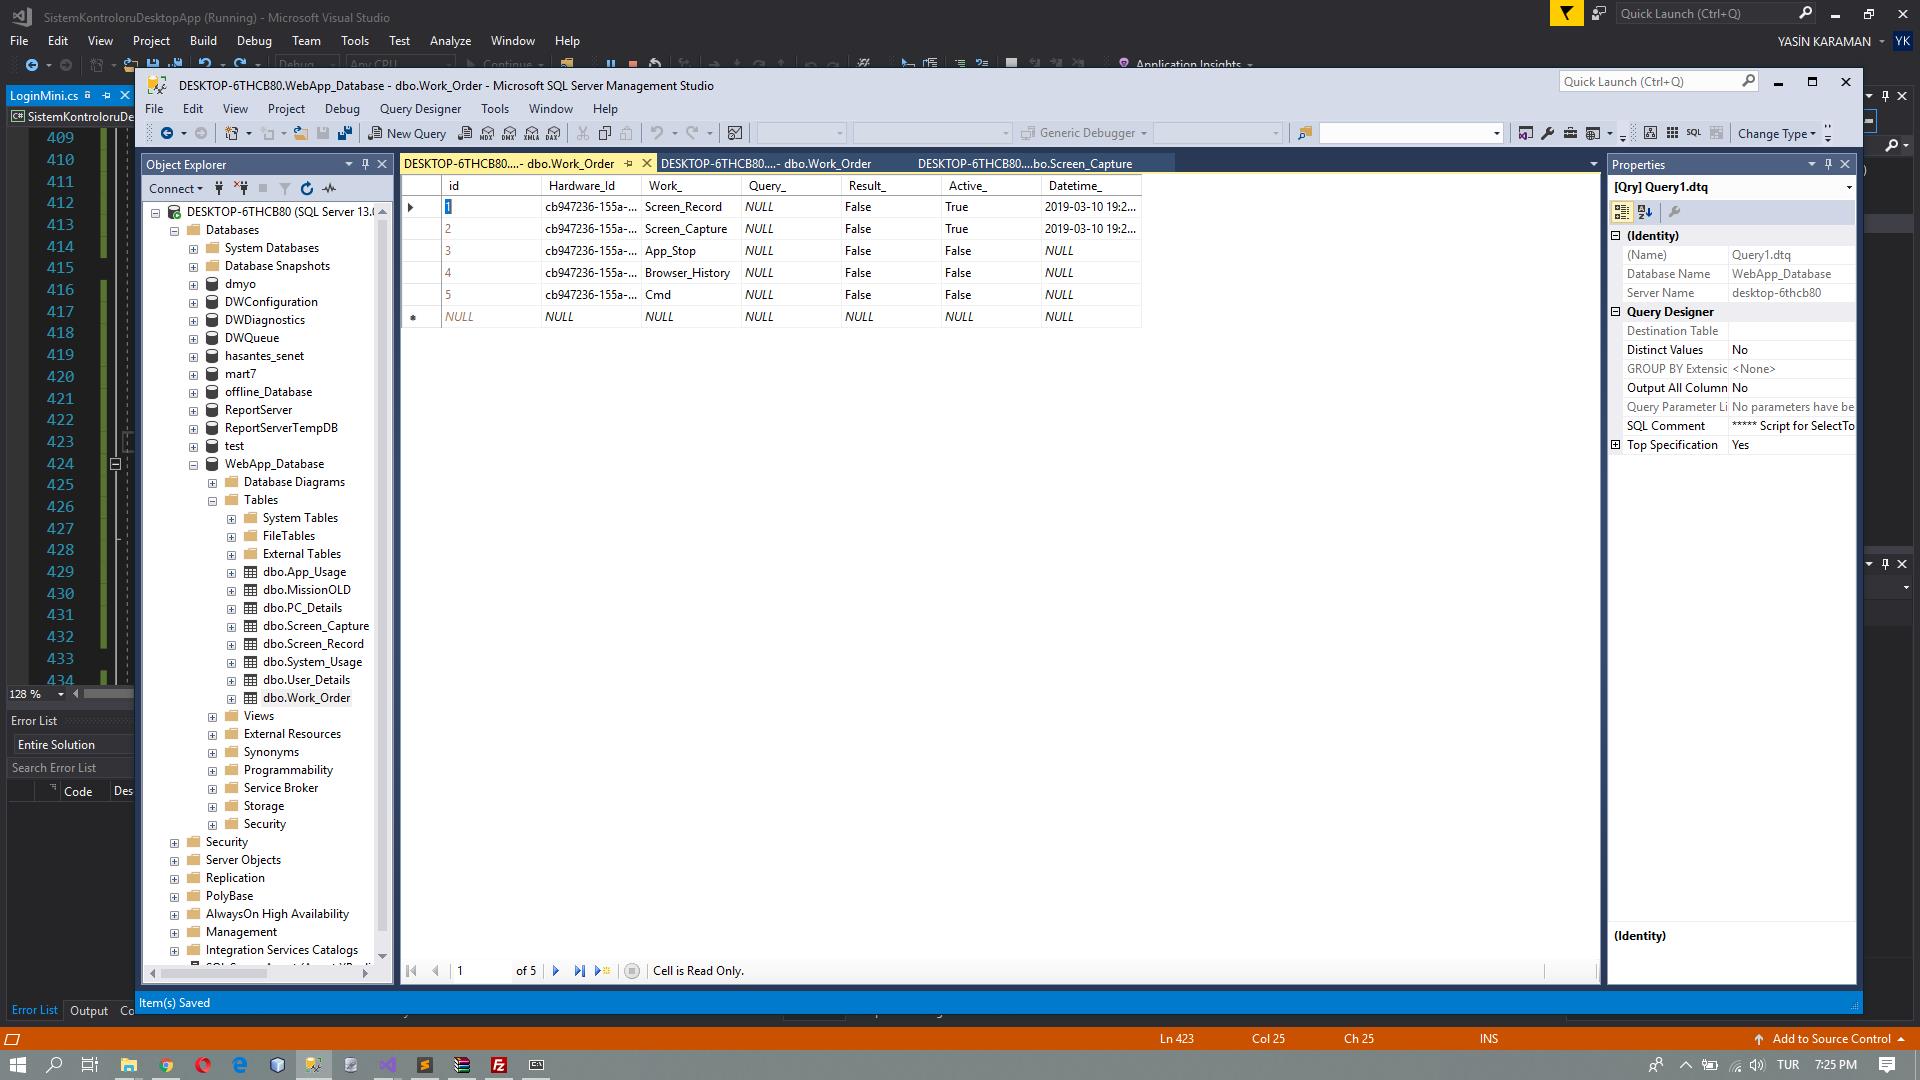 SistemKontroloruDesktopApp (Running) - Microsoft Visual Studio
Quick Launch (Ctrl+Q)
File Edit View Project Build Debug Team Tools Test Analyze Window Help
YASİN KARAMAN YK
Debug Any CPU Continue Application Insights
LoginMini.cs
SistemKontroloruDe
409
410
411
412
413
414
415
416
417
418
419
420
421
422
423
424
425
426
427
428
429
430
431
432
433
434
128 %
Error List
Entire Solution
Search Error List
Code Des
Error List Output Co
DESKTOP-6THCB80.WebApp_Database - dbo.Work_Order - Microsoft SQL Server Management Studio
Quick Launch (Ctrl+Q)
File Edit View Project Debug Query Designer Tools Window Help
New Query MDX DMX XMLA DAX Generic Debugger SQL Change Type
Object Explorer
Connect
DESKTOP-6THCB80 (SQL Server 13.0
Databases
System Databases
Database Snapshots
dmyo
DWConfiguration
DWDiagnostics
DWQueue
hasantes_senet
mart7
offline_Database
ReportServer
ReportServerTempDB
test
WebApp_Database
Database Diagrams
Tables
System Tables
FileTables
External Tables
dbo.App_Usage
dbo.MissionOLD
dbo.PC_Details
dbo.Screen_Capture
dbo.Screen_Record
dbo.System_Usage
dbo.User_Details
dbo.Work_Order
Views
External Resources
Synonyms
Programmability
Service Broker
Storage
Security
Security
Server Objects
Replication
PolyBase
AlwaysOn High Availability
Management
Integration Services Catalogs
DESKTOP-6THCB80....- dbo.Work_Order DESKTOP-6THCB80....- dbo.Work_Order DESKTOP-6THCB80....bo.Screen_Capture
id Hardware_Id Work_ Query_ Result_ Active_ Datetime_
1 cb947236-155a-... Screen_Record NULL False True 2019-03-10 19:2...
2 cb947236-155a-... Screen_Capture NULL False True 2019-03-10 19:2...
3 cb947236-155a-... App_Stop NULL False False NULL
4 cb947236-155a-... Browser_History NULL False False NULL
5 cb947236-155a-... Cmd NULL False False NULL
NULL NULL NULL NULL NULL NULL NULL
1 of 5 Cell is Read Only.
Properties
[Qry] Query1.dtq
(Identity)
(Name) Query1.dtq
Database Name WebApp_Database
Server Name desktop-6thcb80
Query Designer
Destination Table
Distinct Values No
GROUP BY Extensic <None>
Output All Column No
Query Parameter Li No parameters have be
SQL Comment ***** Script for SelectTo
Top Specification Yes
(Identity)
Item(s) Saved
Ln 423 Col 25 Ch 25 INS Add to Source Control
TUR 7:25 PM